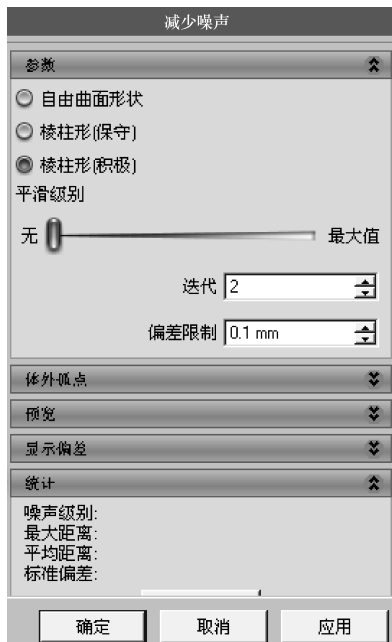 减少噪声
参数
自由曲面形状
棱柱形(保守)
棱柱形(积极)
平滑级别
无 最大值
迭代 2
偏差限制 0.1 mm
体外孤点
预览
显示偏差
统计
噪声级别:
最大距离:
平均距离:
标准偏差:
确定 取消 应用